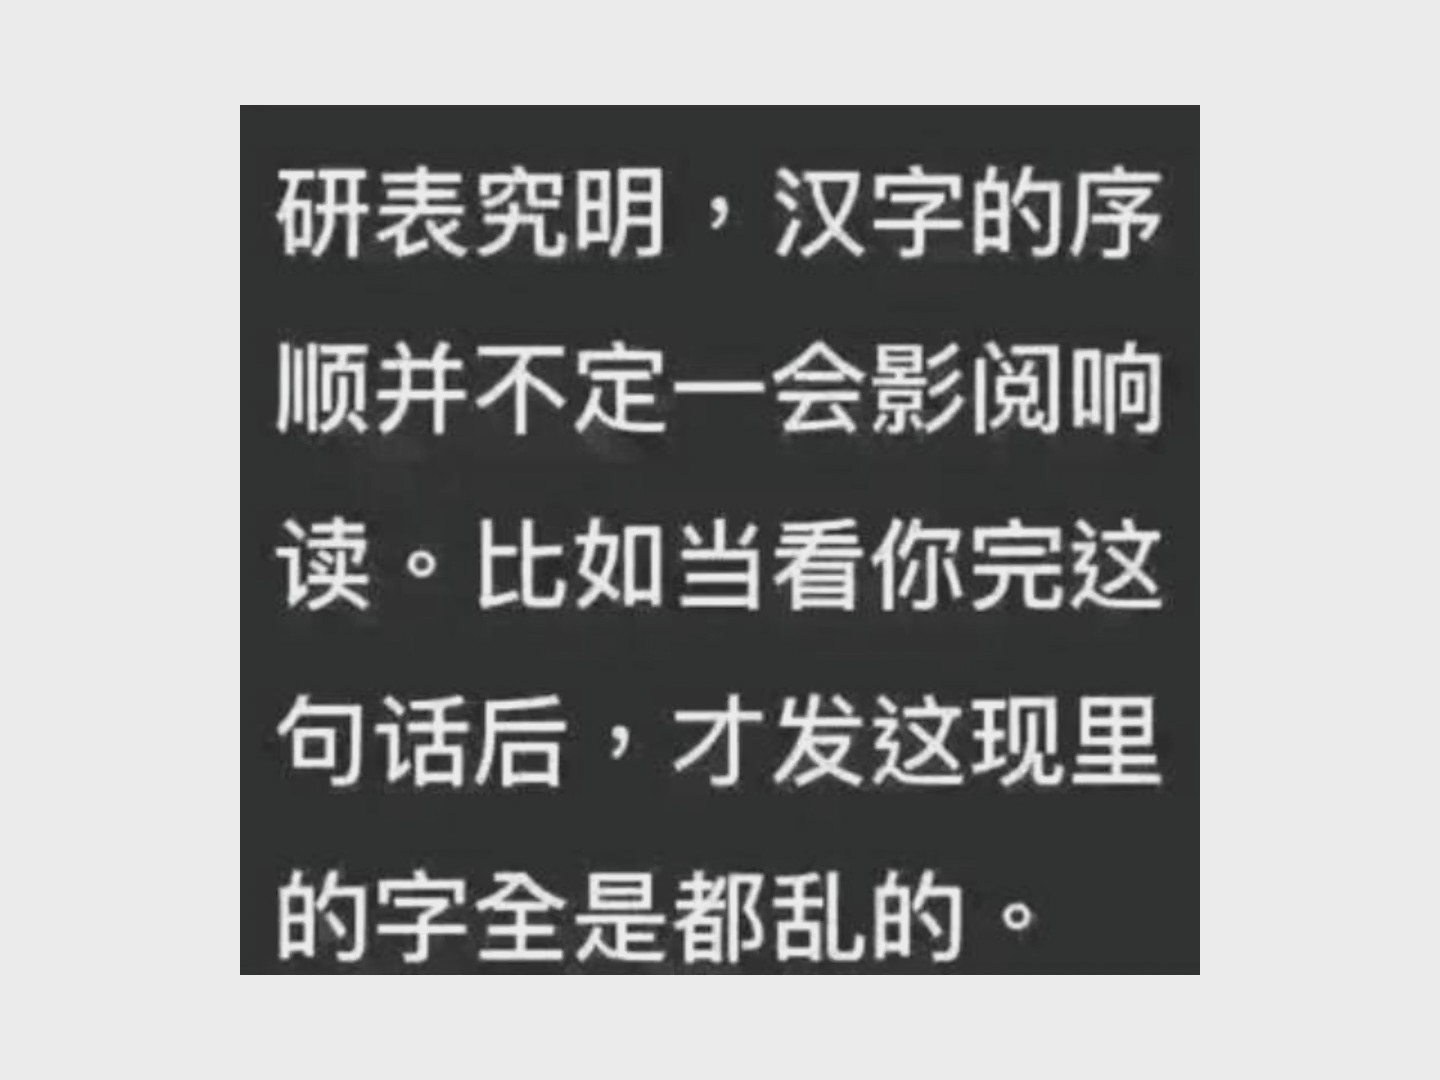 研表究明，汉字的序
顺并不定一会影阅响
读。比如当看你完这
句话后，才发这现里
的字全是都乱的。